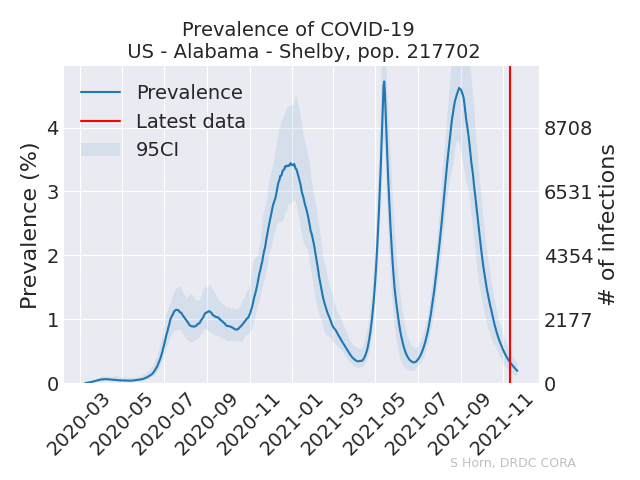 Prevalence of COVID-19
US - Alabama - Shelby, pop. 217702
Prevalence
Latest data
95CI
Prevalence (%)
4
3
2
1
0
8708
6531
4354
2177
0
# of infections
2020-03
2020-05
2020-07
2020-09
2020-11
2021-01
2021-03
2021-05
2021-07
2021-09
2021-11
S Horn, DRDC CORA